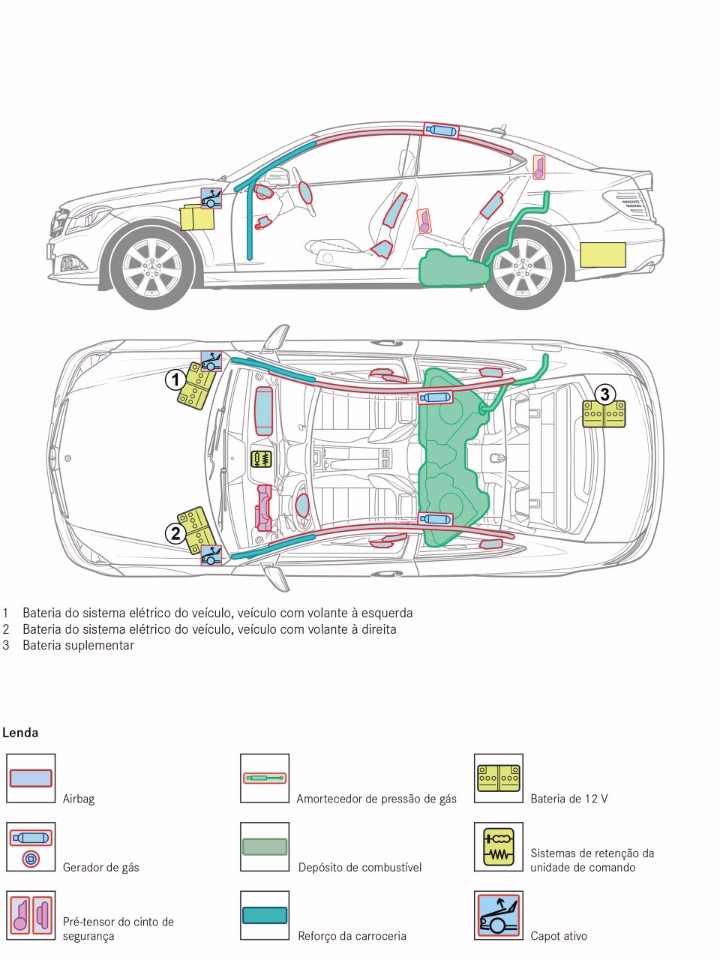 1
2
3
1 Bateria do sistema elétrico do veículo, veículo com volante à esquerda
2 Bateria do sistema elétrico do veículo, veículo com volante à direita
3 Bateria suplementar
Lenda
Airbag
Amortecedor de pressão de gás
Bateria de 12 V
Gerador de gás
Depósito de combustível
Sistemas de retenção da
unidade de comando
Pré-tensor do cinto de
segurança
Reforço da carroceria
Capot ativo